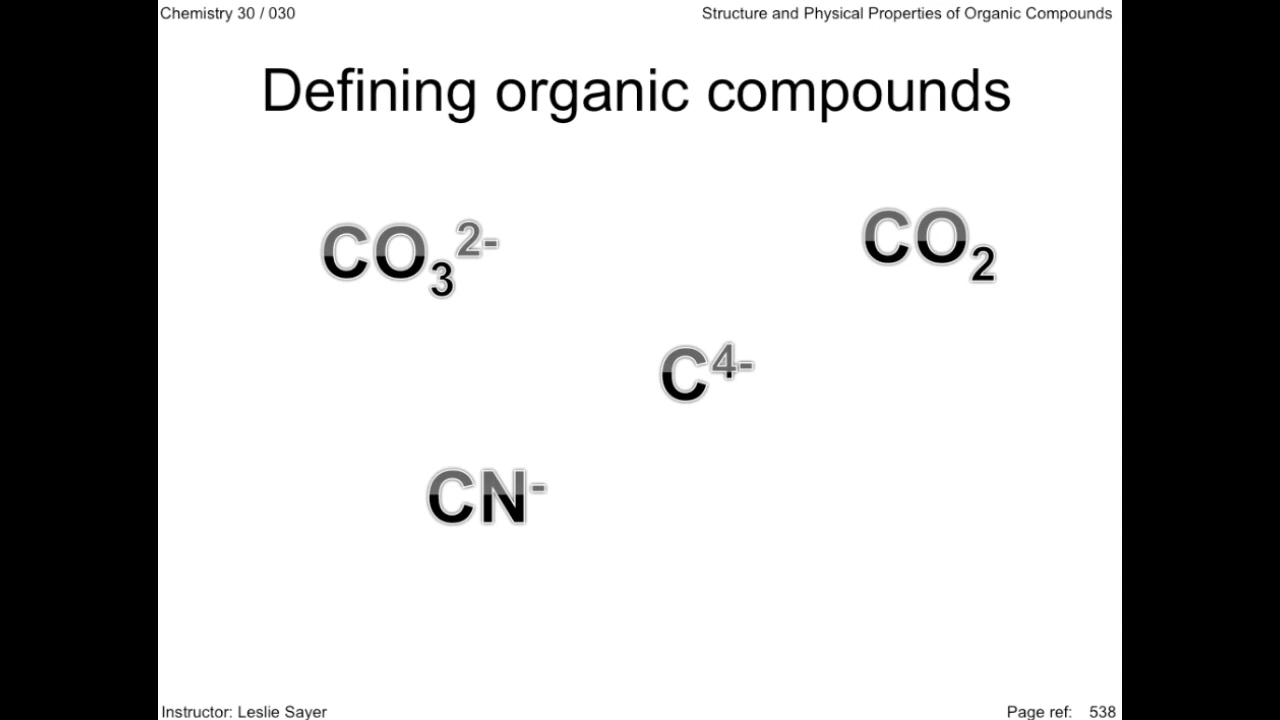 Chemistry 30 / 030
Structure and Physical Properties of Organic Compounds
Defining organic compounds
CO₃²⁻
CO₂
C⁴⁻
CN⁻
Instructor: Leslie Sayer
Page ref: 538